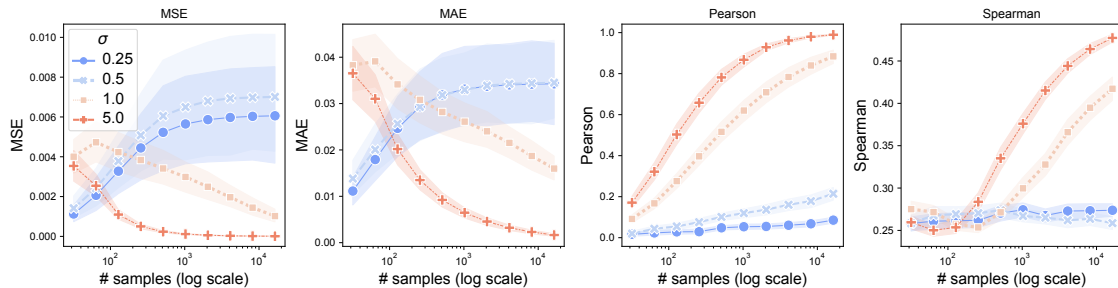 MSE
MAE
Pearson
Spearman
MSE
0.010
0.008
0.006
0.004
0.002
0.000
σ
0.25
0.5
1.0
5.0
10²
10³
10⁴
# samples (log scale)
MAE
0.04
0.03
0.02
0.01
0.00
10²
10³
10⁴
# samples (log scale)
Pearson
1.0
0.8
0.6
0.4
0.2
0.0
10²
10³
10⁴
# samples (log scale)
Spearman
0.45
0.40
0.35
0.30
0.25
10²
10³
10⁴
# samples (log scale)